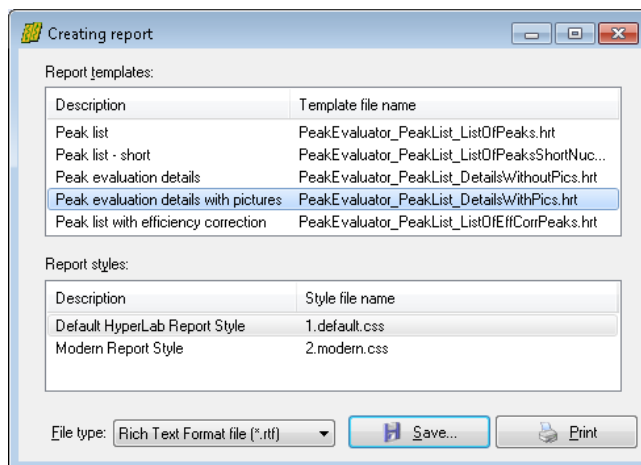 Creating report
Report templates:
Description Template file name
Peak list PeakEvaluator_PeakList_ListOfPeaks.hrt
Peak list - short PeakEvaluator_PeakList_ListOfPeaksShortNuc...
Peak evaluation details PeakEvaluator_PeakList_DetailsWithoutPics.hrt
Peak evaluation details with pictures PeakEvaluator_PeakList_DetailsWithPics.hrt
Peak list with efficiency correction PeakEvaluator_PeakList_ListOfEffCorrPeaks.hrt
Report styles:
Description Style file name
Default HyperLab Report Style 1.default.css
Modern Report Style 2.modern.css
File type: Rich Text Format file (*.rtf) Save... Print